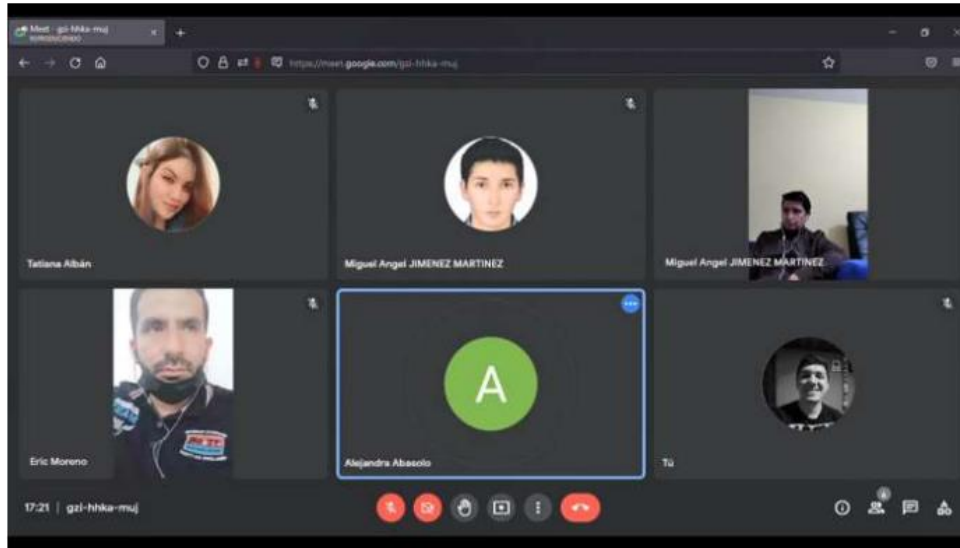 Meet - gzi-hhka-muj
REPRODUCIENDO
https://meet.google.com/gzi-hhka-muj
Tatiana Albán
Miguel Angel JIMENEZ MARTINEZ
Miguel Angel JIMENEZ MARTINEZ
Eric Moreno
A
Alejandra Abasolo
Tú
17:21 | gzi-hhka-muj